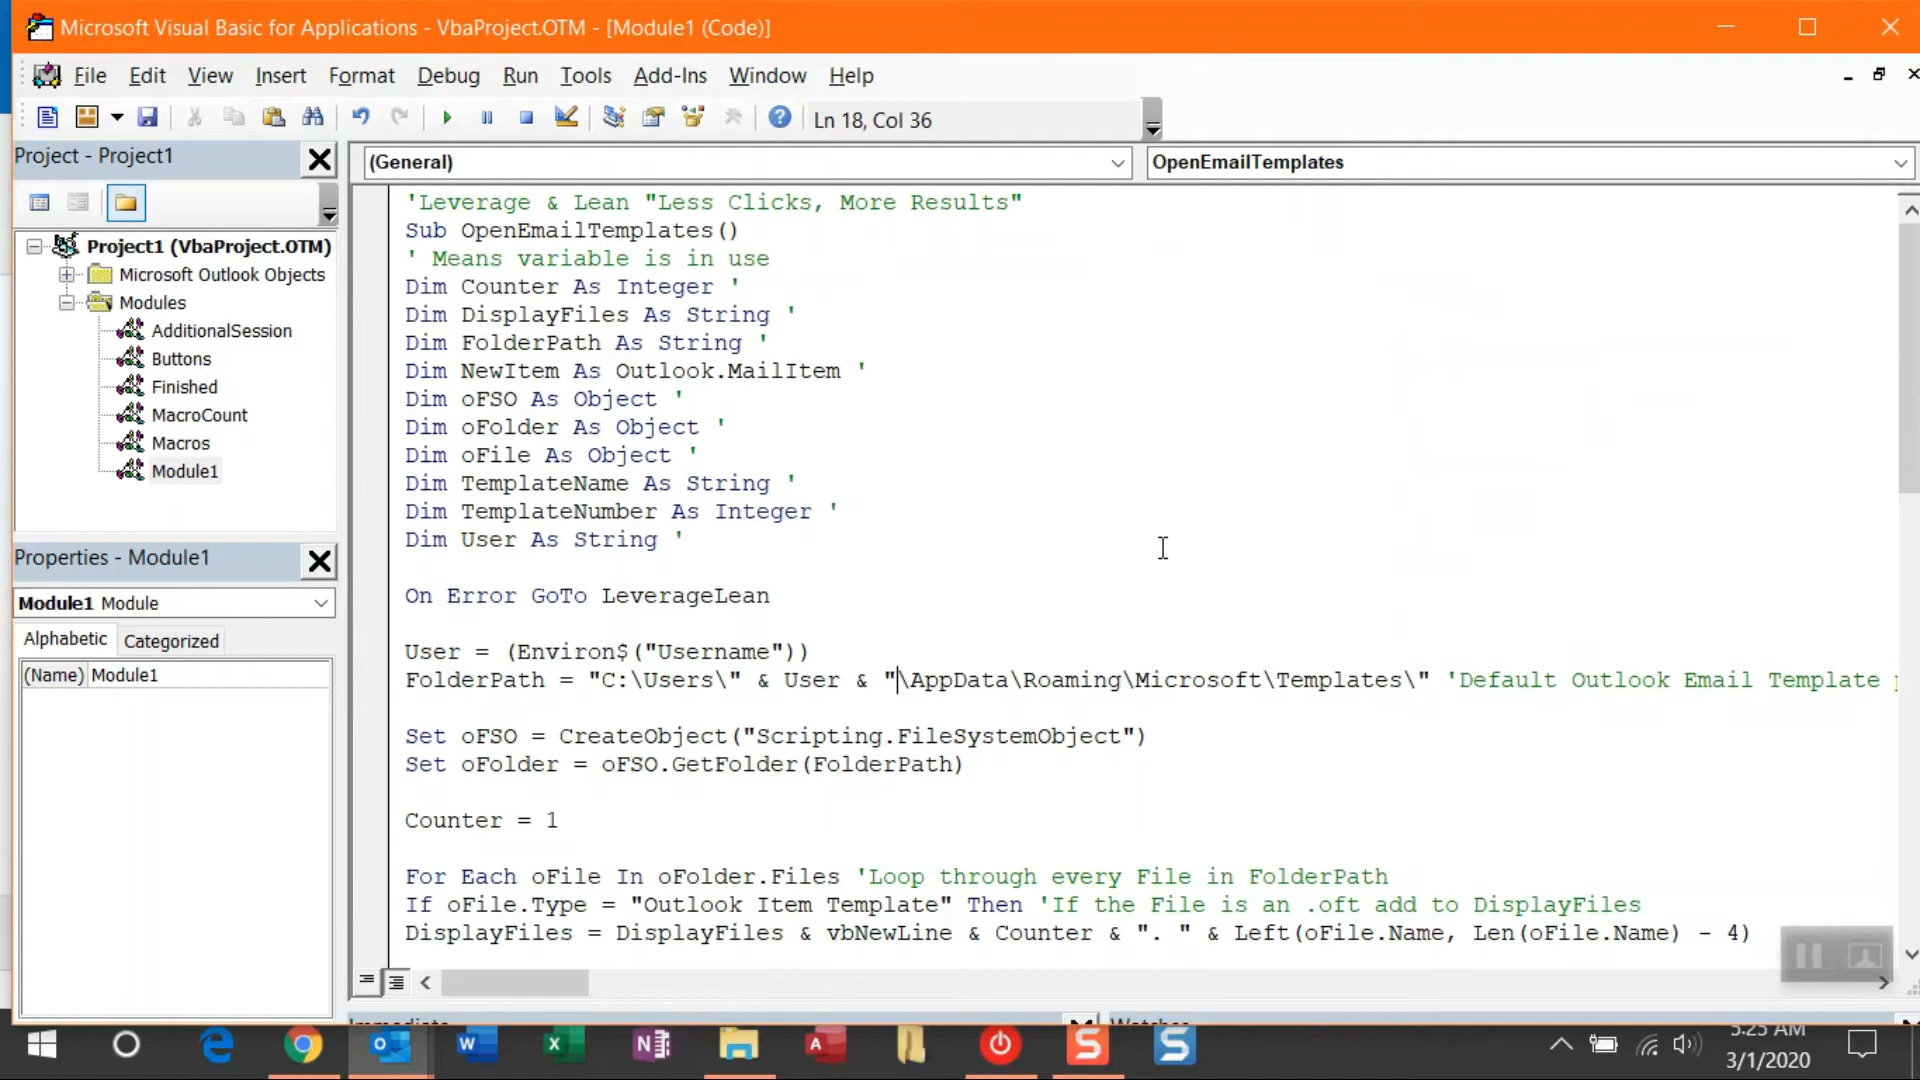 Microsoft Visual Basic for Applications - VbaProject.OTM - [Module1 (Code)]
File Edit View Insert Format Debug Run Tools Add-Ins Window Help
Ln 18, Col 36
Project - Project1
Project1 (VbaProject.OTM)
Microsoft Outlook Objects
Modules
AdditionalSession
Buttons
Finished
MacroCount
Macros
Module1
Properties - Module1
Module1 Module
Alphabetic Categorized
(Name) Module1
(General) OpenEmailTemplates
'Leverage & Lean "Less Clicks, More Results"
Sub OpenEmailTemplates()
' Means variable is in use
Dim Counter As Integer '
Dim DisplayFiles As String '
Dim FolderPath As String '
Dim NewItem As Outlook.MailItem '
Dim oFSO As Object '
Dim oFolder As Object '
Dim oFile As Object '
Dim TemplateName As String '
Dim TemplateNumber As Integer '
Dim User As String '
On Error GoTo LeverageLean
User = (Environ$("Username"))
FolderPath = "C:\Users\" & User & "\AppData\Roaming\Microsoft\Templates\" 'Default Outlook Email Template
Set oFSO = CreateObject("Scripting.FileSystemObject")
Set oFolder = oFSO.GetFolder(FolderPath)
Counter = 1
For Each oFile In oFolder.Files 'Loop through every File in FolderPath
If oFile.Type = "Outlook Item Template" Then 'If the File is an .oft add to DisplayFiles
DisplayFiles = DisplayFiles & vbNewLine & Counter & ". " & Left(oFile.Name, Len(oFile.Name) - 4)
Immediate Watches
5:25 AM
3/1/2020